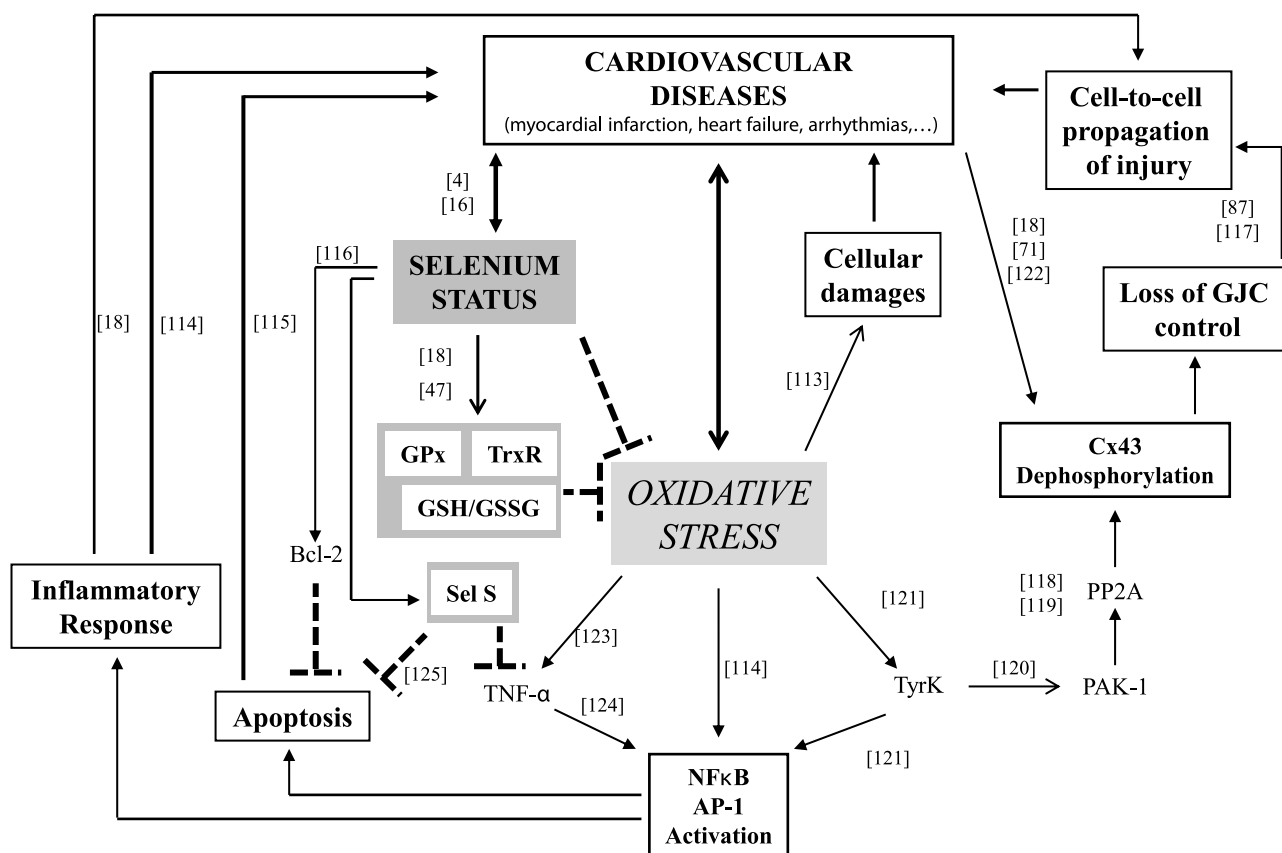 CARDIOVASCULAR
DISEASES
(myocardial infarction, heart failure, arrhythmias,…)
Cell-to-cell
propagation
of injury
[4]
[16]
[87]
[117]
[18]
[71]
[122]
[116]
SELENIUM
STATUS
Cellular
damages
Loss of GJC
control
[18]
[114]
[115]
[18]
[47]
[113]
GPx
TrxR
GSH/GSSG
OXIDATIVE
STRESS
Cx43
Dephosphorylation
Bcl-2
Inflammatory
Response
Sel S
[118]
[119]
PP2A
[121]
[123]
[125]
[114]
TNF-α
TyrK
[120]
PAK-1
Apoptosis
[124]
[121]
NFκB
AP-1
Activation